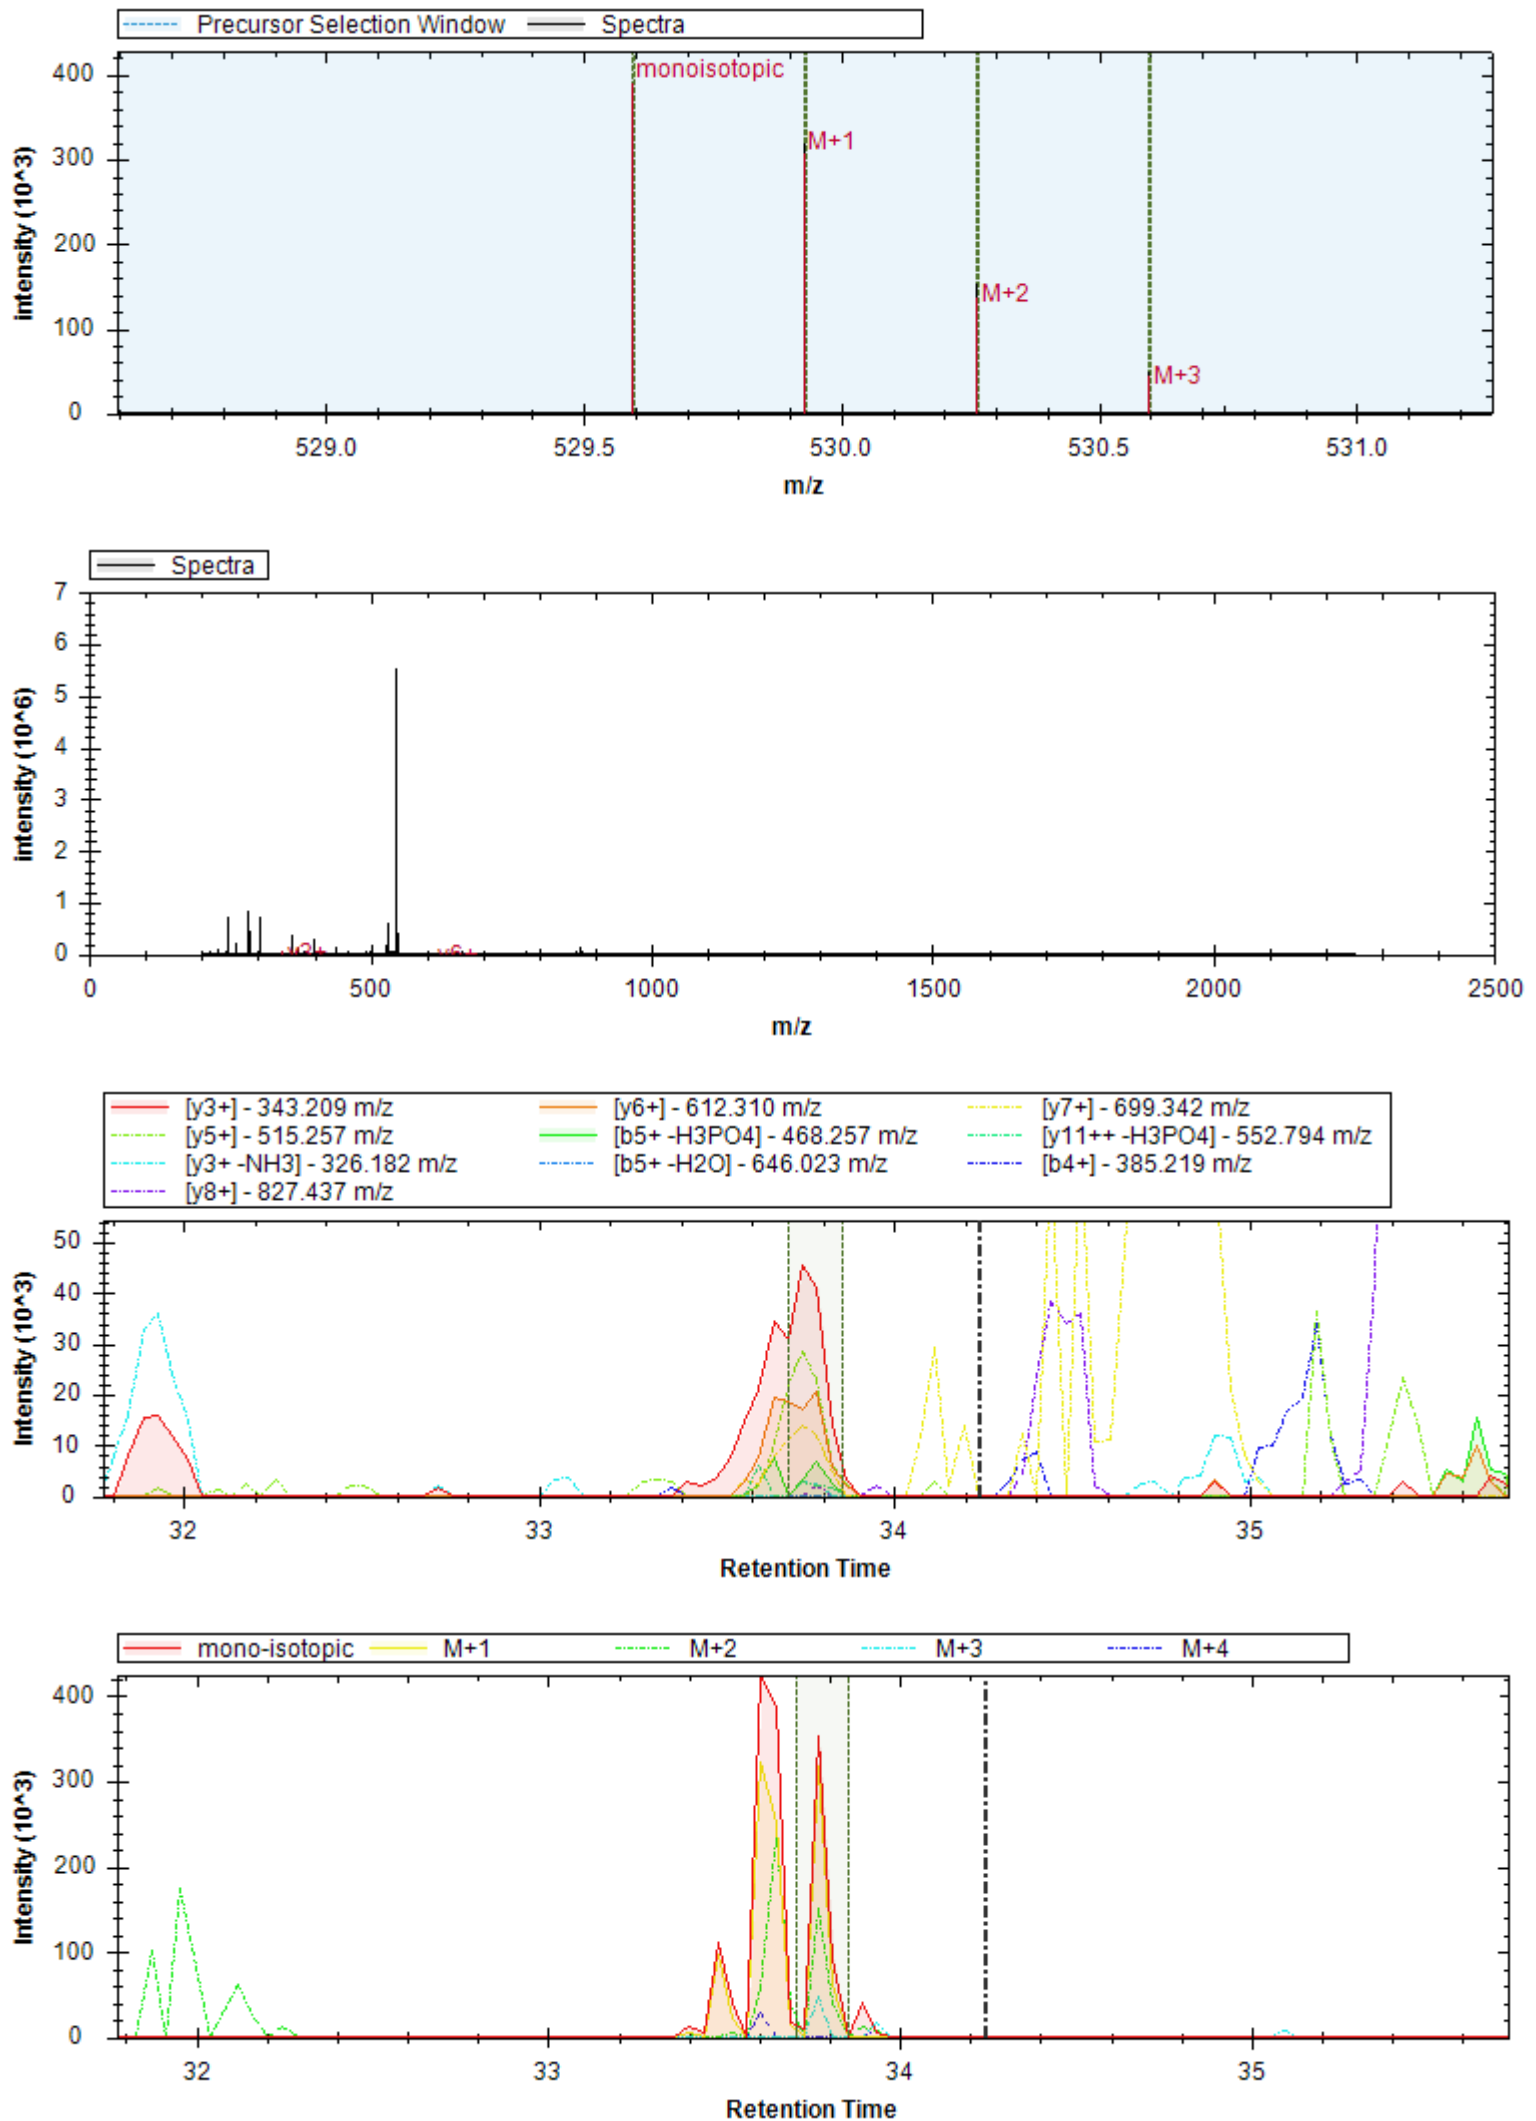 Precursor Selection Window Spectra
400
300
200
100
0
intensity (10^3)
monoisotopic
M+1
M+2
M+3
529.0 529.5 530.0 530.5 531.0
m/z
Spectra
7
6
5
4
3
2
1
0
intensity (10^6)
0 500 1000 1500 2000 2500
m/z
[y3+] - 343.209 m/z [y6+] - 612.310 m/z [y7+] - 699.342 m/z
[y5+] - 515.257 m/z [b5+ -H3PO4] - 468.257 m/z [y11++ -H3PO4] - 552.794 m/z
[y3+ -NH3] - 326.182 m/z [b5+ -H2O] - 646.023 m/z [b4+] - 385.219 m/z
[y8+] - 827.437 m/z
50
40
30
20
10
0
Intensity (10^3)
32 33 34 35
Retention Time
mono-isotopic M+1 M+2 M+3 M+4
400
300
200
100
0
Intensity (10^3)
32 33 34 35
Retention Time